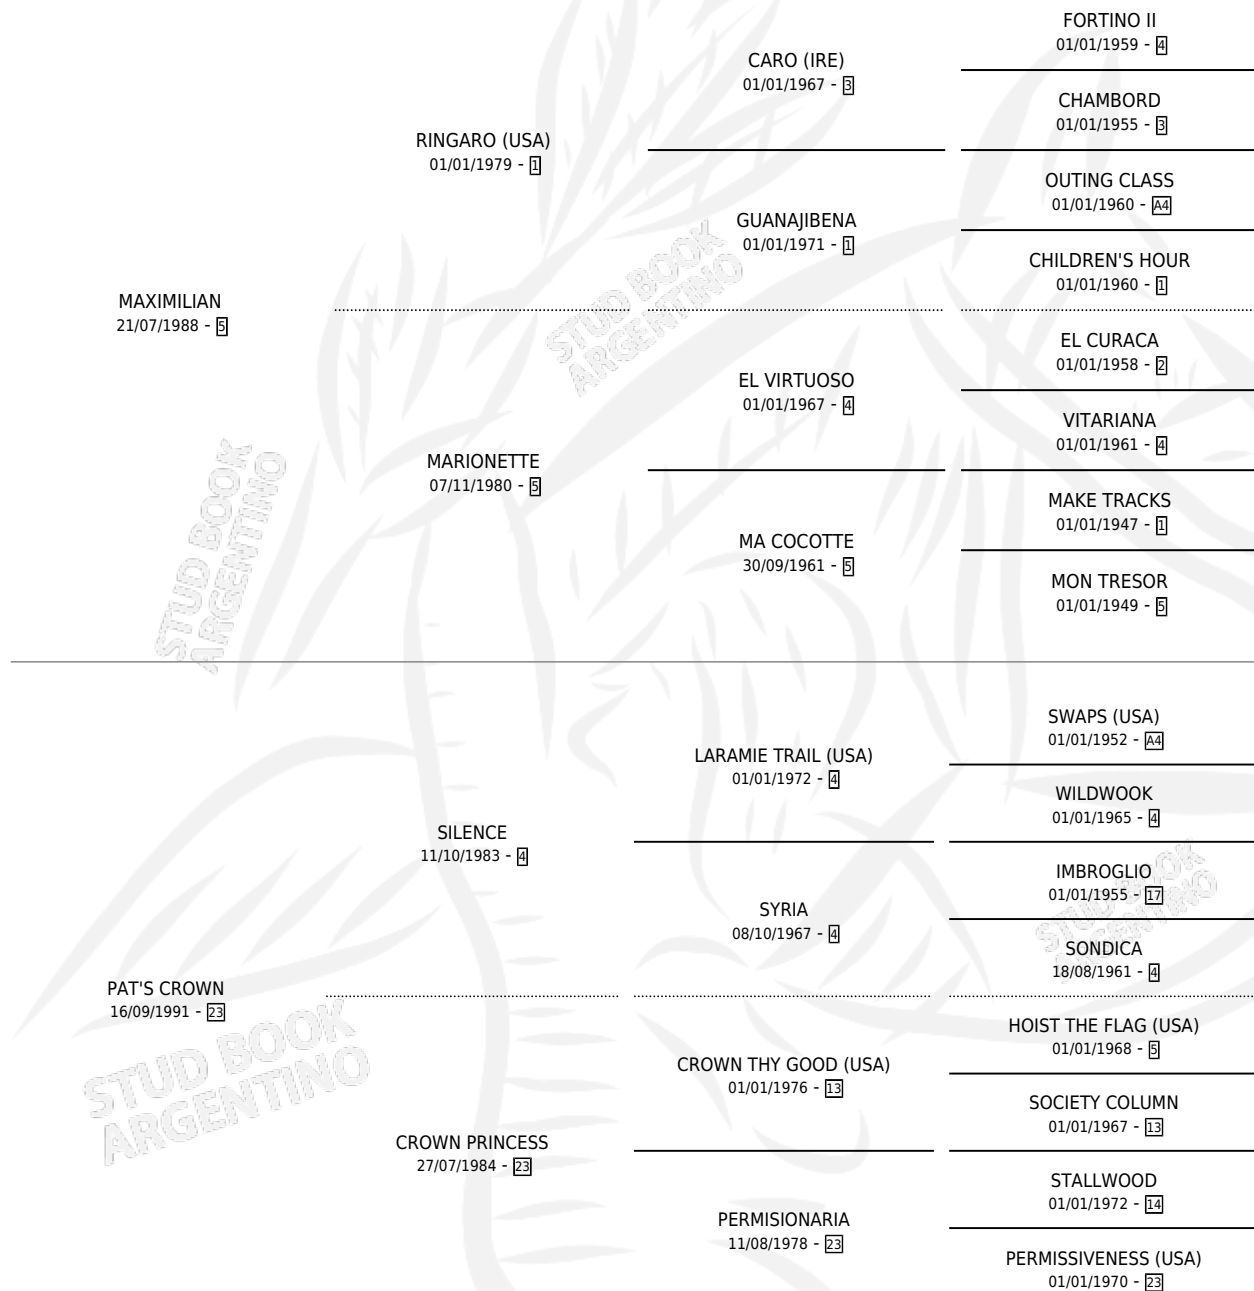 FORTINO II
01/01/1959 - 4
CARO (IRE)
01/01/1967 - 3
CHAMBORD
01/01/1955 - 3
RINGARO (USA)
01/01/1979 - 1
OUTING CLASS
01/01/1960 - A4
GUANAJIBENA
01/01/1971 - 1
CHILDREN'S HOUR
01/01/1960 - 1
MAXIMILIAN
21/07/1988 - 5
EL CURACA
01/01/1958 - 2
EL VIRTUOSO
01/01/1967 - 4
VITARIANA
01/01/1961 - 4
MARIONETTE
07/11/1980 - 5
MAKE TRACKS
01/01/1947 - 1
MA COCOTTE
30/09/1961 - 5
MON TRESOR
01/01/1949 - 5
SWAPS (USA)
01/01/1952 - A4
LARAMIE TRAIL (USA)
01/01/1972 - 4
WILDWOOK
01/01/1965 - 4
SILENCE
11/10/1983 - 4
IMBROGLIO
01/01/1955 - 17
SYRIA
08/10/1967 - 4
SONDICA
18/08/1961 - 4
PAT'S CROWN
16/09/1991 - 23
HOIST THE FLAG (USA)
01/01/1968 - 5
CROWN THY GOOD (USA)
01/01/1976 - 13
SOCIETY COLUMN
01/01/1967 - 13
CROWN PRINCESS
27/07/1984 - 23
STALLWOOD
01/01/1972 - 14
PERMISIONARIA
11/08/1978 - 23
PERMISSIVENESS (USA)
01/01/1970 - 23
STUD BOOK
ARGENTINO
STUD BOOK
ARGENTINO
STUD BOOK
ARGENTINO
STUD BOOK
ARGENTINO